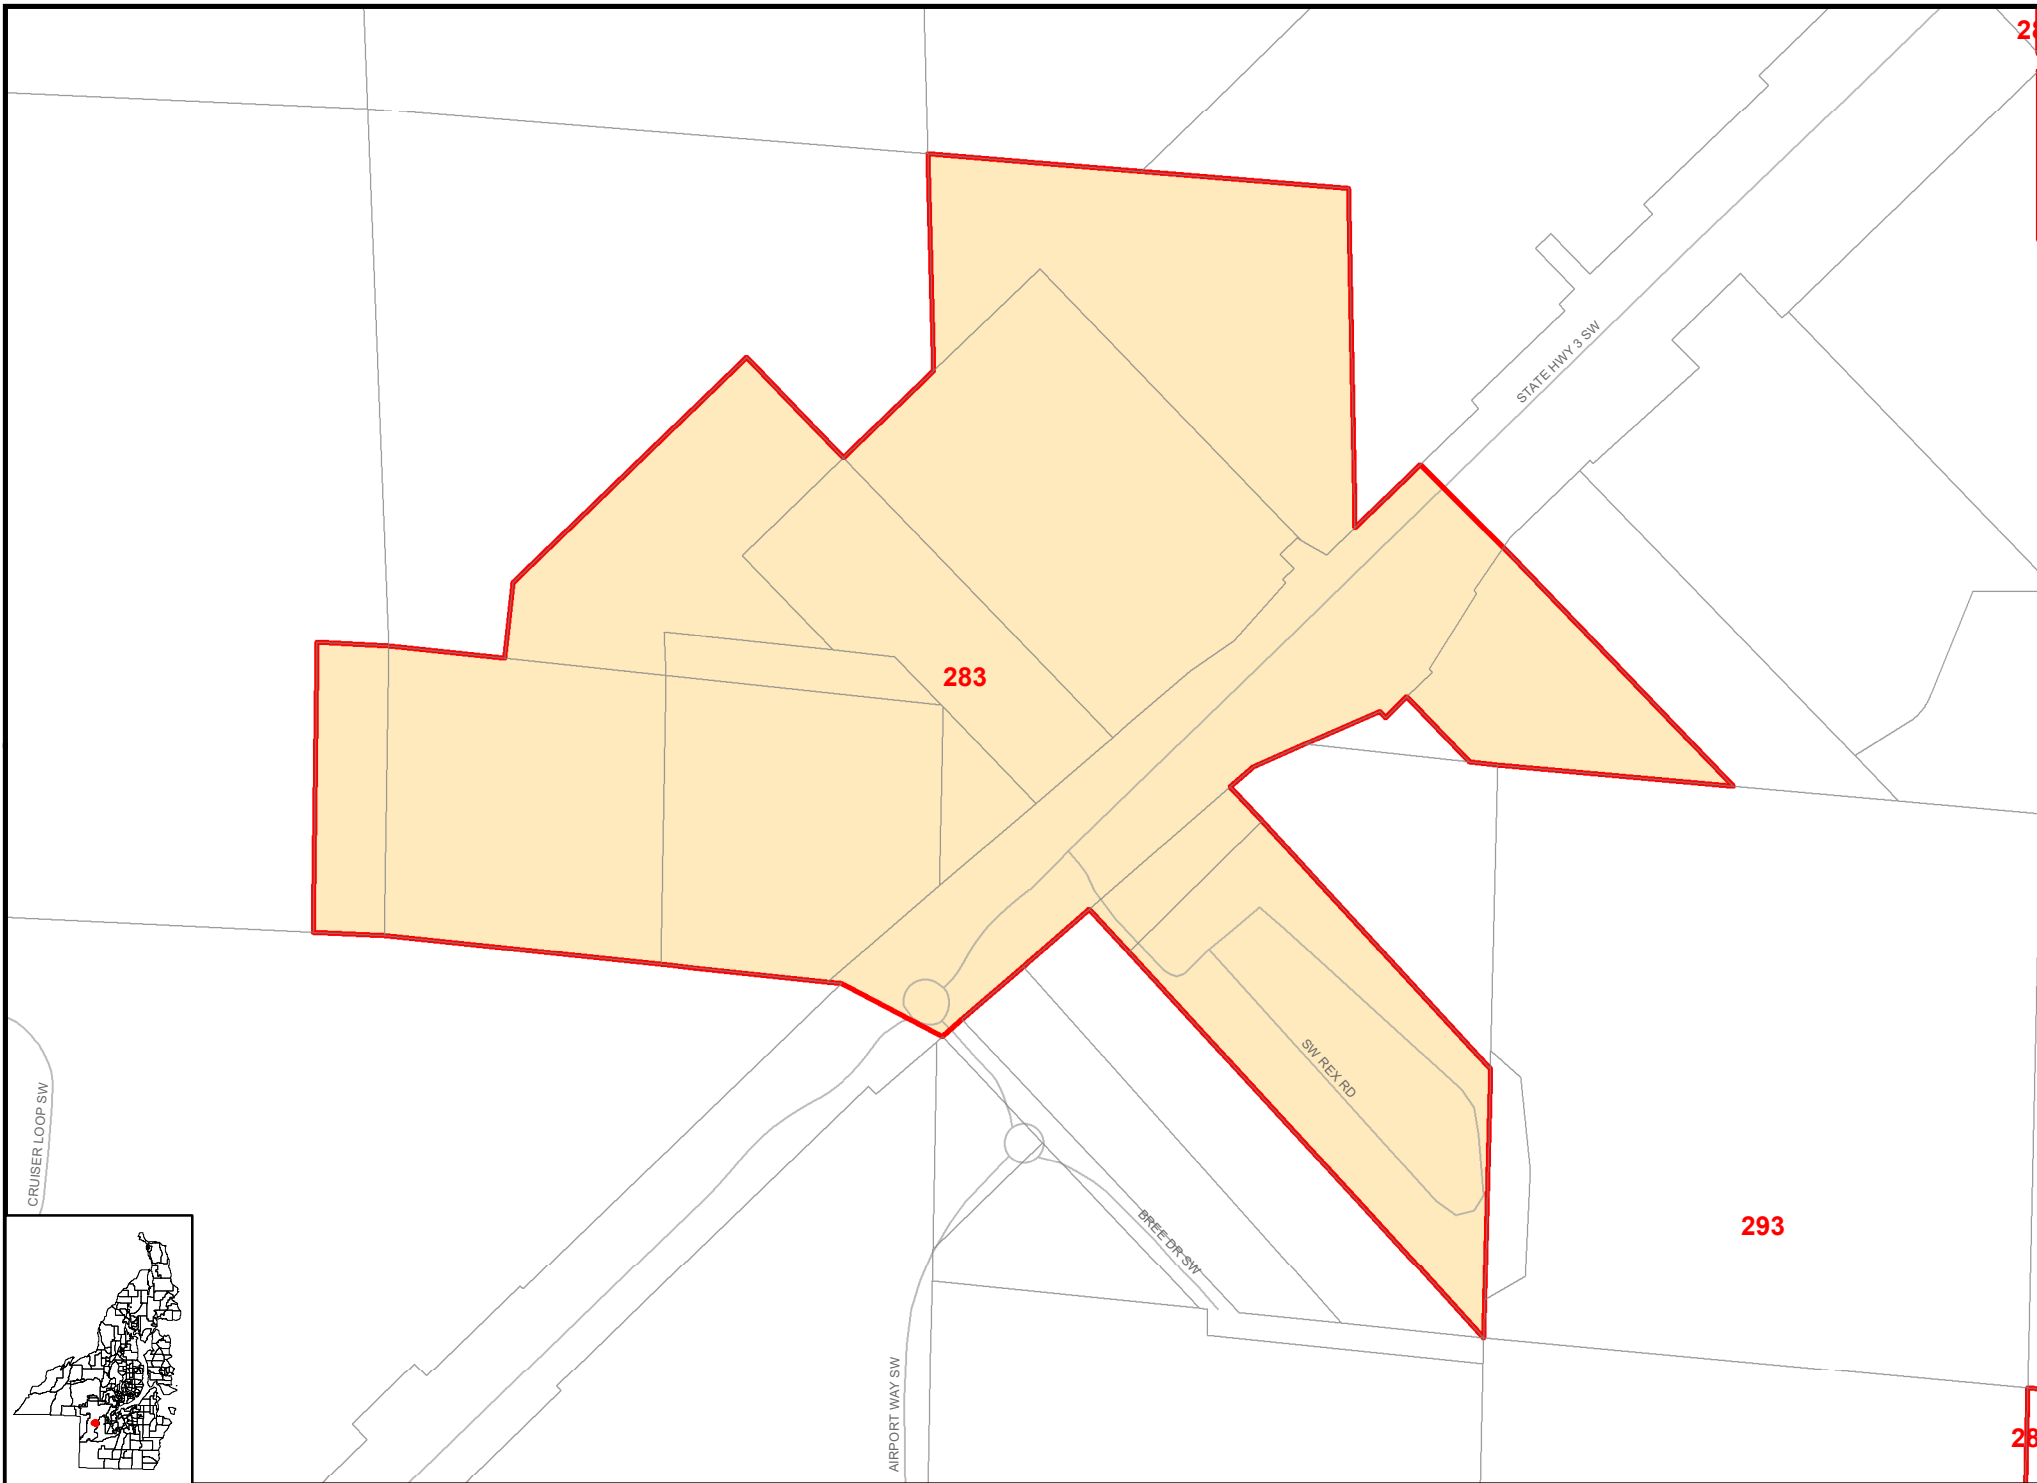 STATE HWY 3 SW
283
SW REX RD
CRUISER LOOP SW
BREE DR SW
293
AIRPORT WAY SW